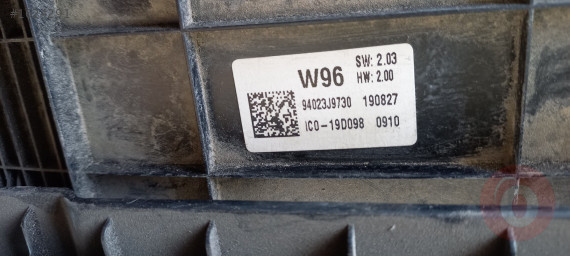 W96 SW: 2.03
HW: 2.00
94023J9730 190827
IC0-19D098 0910